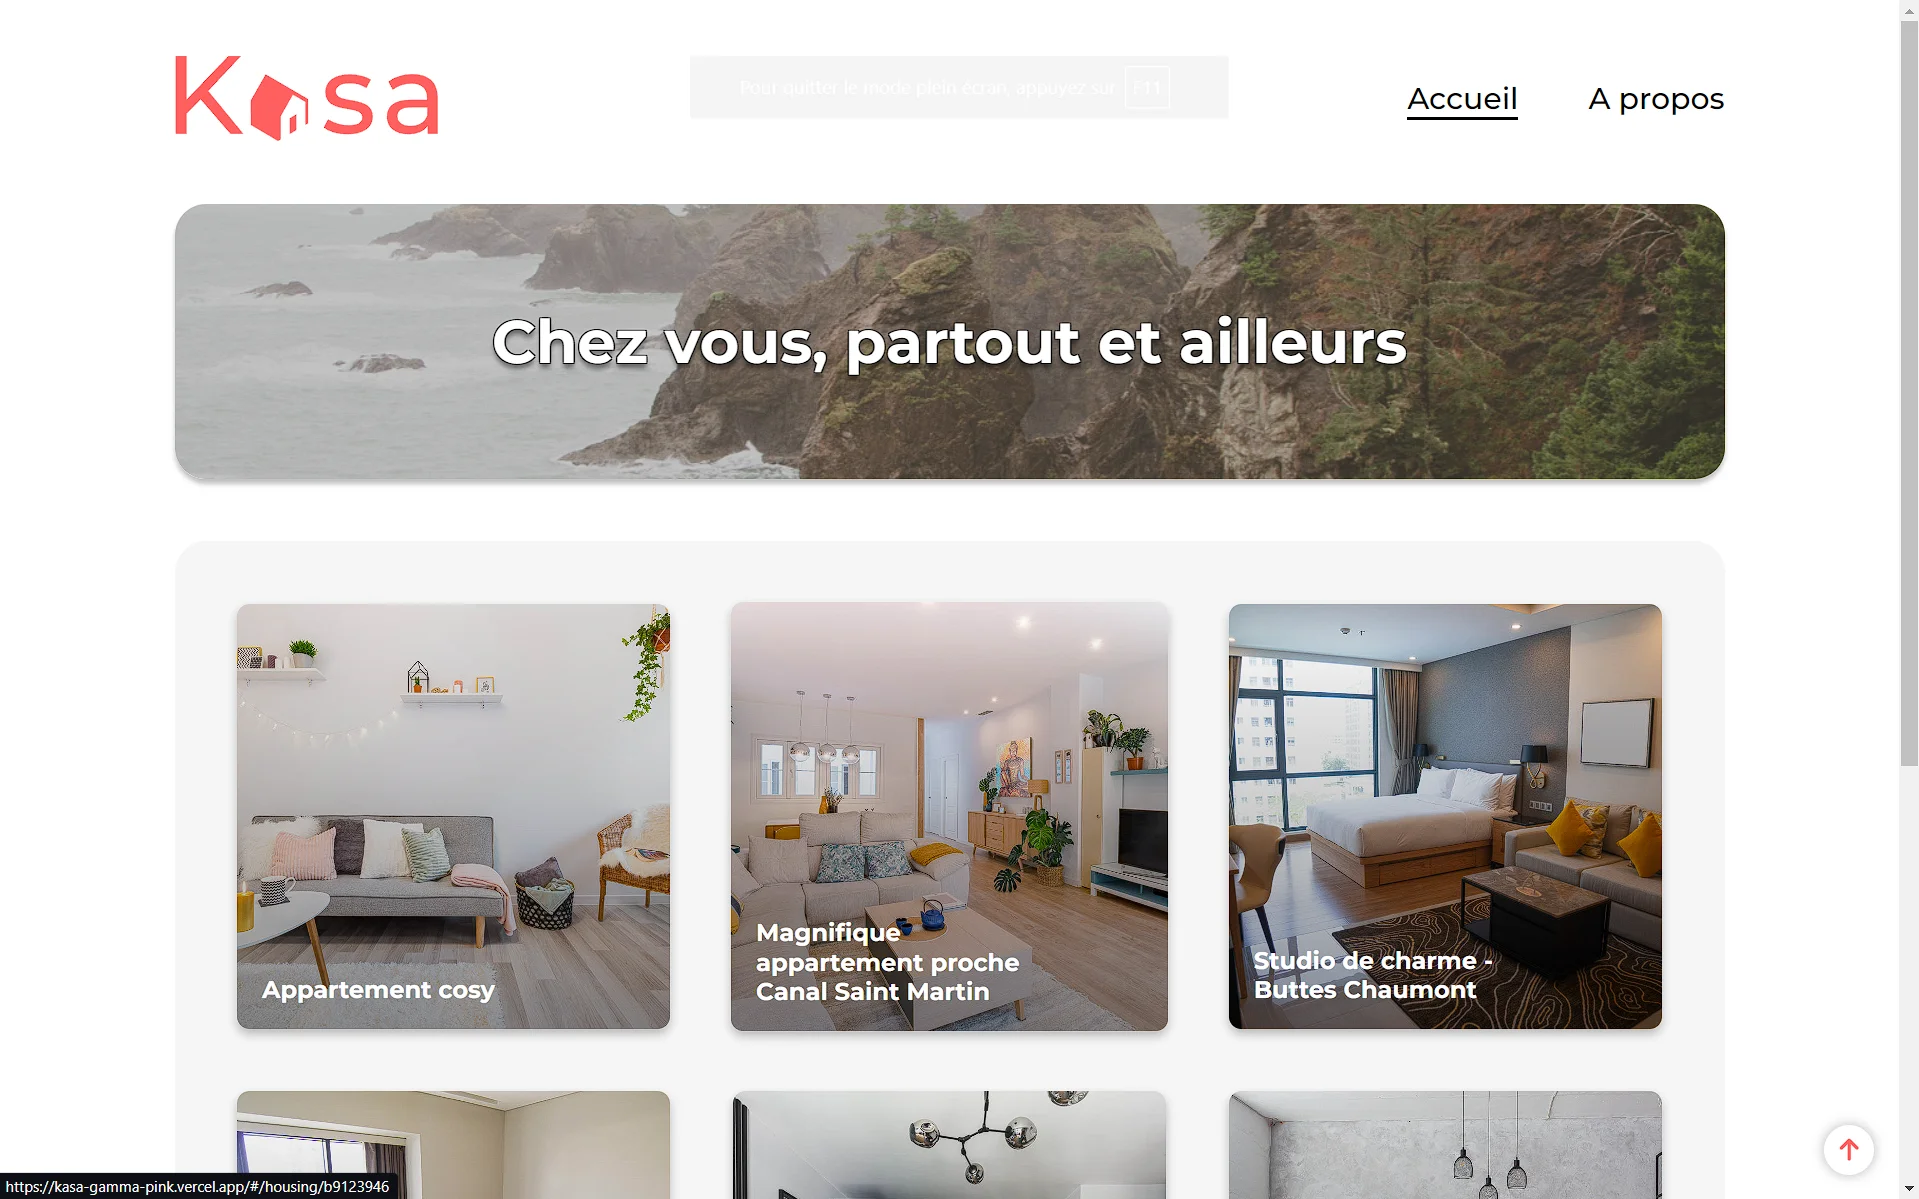 Kasa
Pour quitter le mode plein écran, appuyez sur F11
Accueil
A propos
Chez vous, partout et ailleurs
Appartement cosy
Magnifique
appartement proche
Canal Saint Martin
Studio de charme -
Buttes Chaumont
https://kasa-gamma-pink.vercel.app/#/housing/b9123946